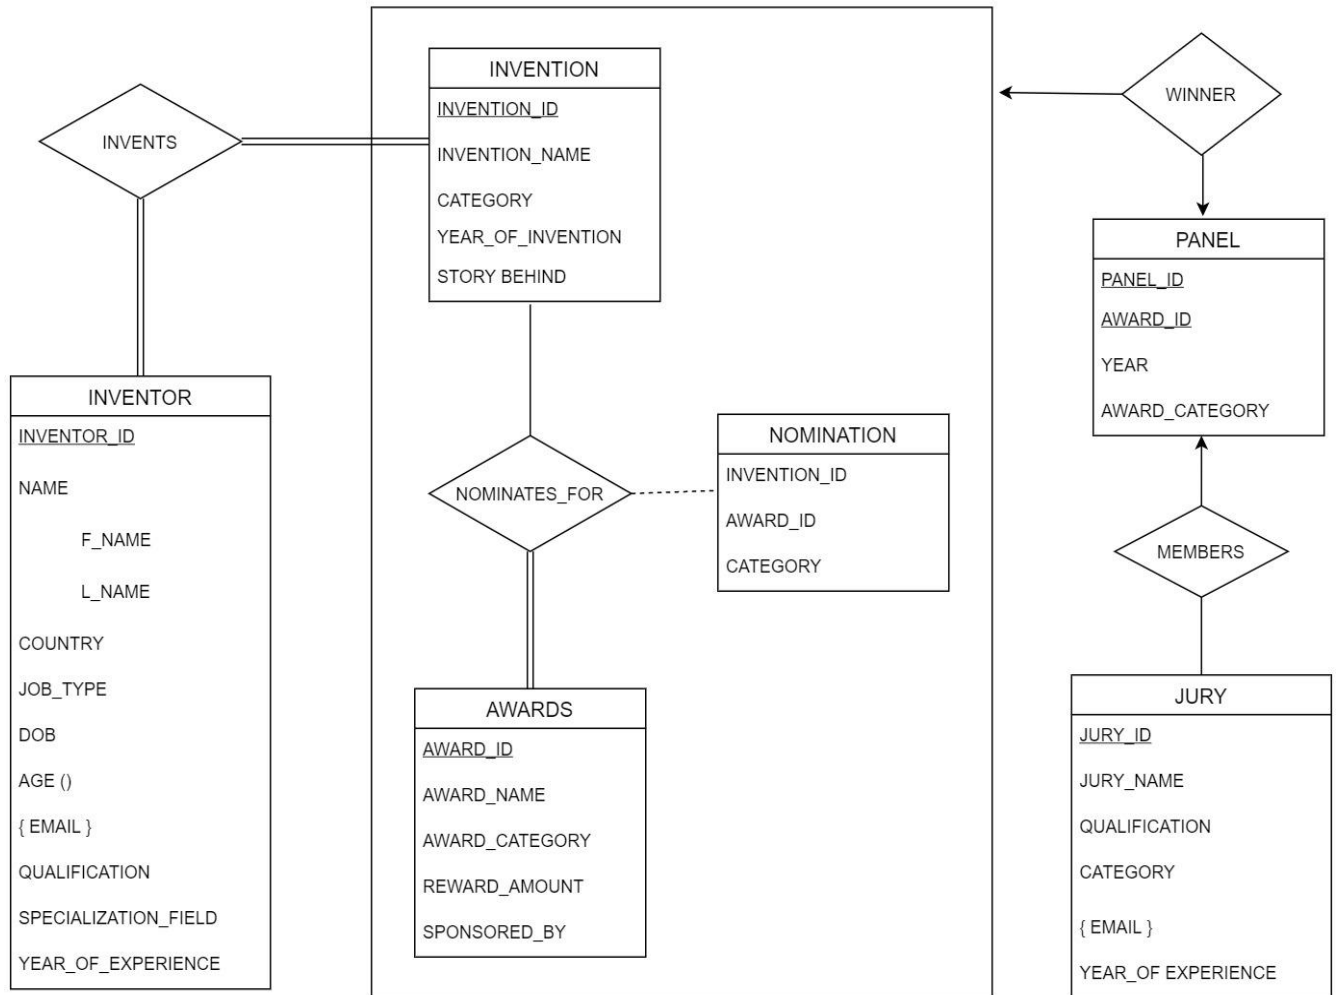 INVENTS
INVENTION
INVENTION_ID
INVENTION_NAME
CATEGORY
YEAR_OF_INVENTION
STORY BEHIND
INVENTOR
INVENTOR_ID
NAME
F_NAME
L_NAME
COUNTRY
JOB_TYPE
DOB
AGE ()
{ EMAIL }
QUALIFICATION
SPECIALIZATION_FIELD
YEAR_OF_EXPERIENCE
NOMINATES_FOR
NOMINATION
INVENTION_ID
AWARD_ID
CATEGORY
AWARDS
AWARD_ID
AWARD_NAME
AWARD_CATEGORY
REWARD_AMOUNT
SPONSORED_BY
WINNER
PANEL
PANEL_ID
AWARD_ID
YEAR
AWARD_CATEGORY
MEMBERS
JURY
JURY_ID
JURY_NAME
QUALIFICATION
CATEGORY
{ EMAIL }
YEAR_OF EXPERIENCE